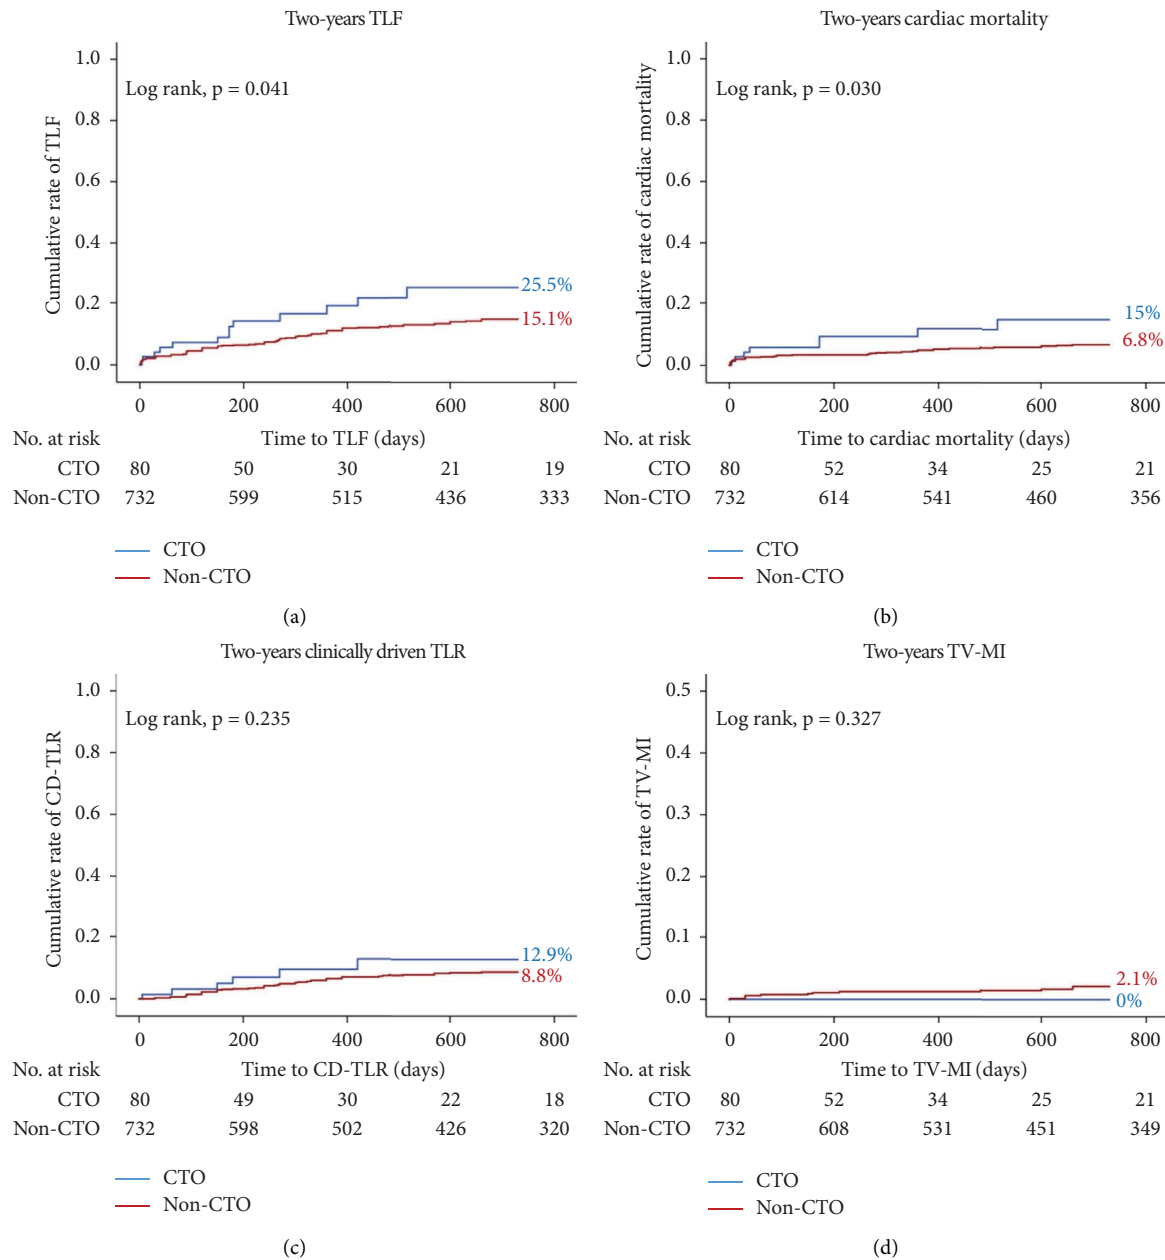 Two-years TLF
1.0
Log rank, p = 0.041
0.8
0.6
0.4
0.2
0.0
Cumulative rate of TLF
25.5%
15.1%
0 200 400 600 800
No. at risk Time to TLF (days)
CTO 80 50 30 21 19
Non-CTO 732 599 515 436 333
CTO
Non-CTO
(a)
Two-years cardiac mortality
1.0
Log rank, p = 0.030
0.8
0.6
0.4
0.2
0.0
Cumulative rate of cardiac mortality
15%
6.8%
0 200 400 600 800
No. at risk Time to cardiac mortality (days)
CTO 80 52 34 25 21
Non-CTO 732 614 541 460 356
CTO
Non-CTO
(b)
Two-years clinically driven TLR
1.0
Log rank, p = 0.235
0.8
0.6
0.4
0.2
0.0
Cumulative rate of CD-TLR
12.9%
8.8%
0 200 400 600 800
No. at risk Time to CD-TLR (days)
CTO 80 49 30 22 18
Non-CTO 732 598 502 426 320
CTO
Non-CTO
(c)
Two-years TV-MI
0.5
Log rank, p = 0.327
0.4
0.3
0.2
0.1
0.0
Cumulative rate of TV-MI
2.1%
0%
0 200 400 600 800
No. at risk Time to TV-MI (days)
CTO 80 52 34 25 21
Non-CTO 732 608 531 451 349
CTO
Non-CTO
(d)